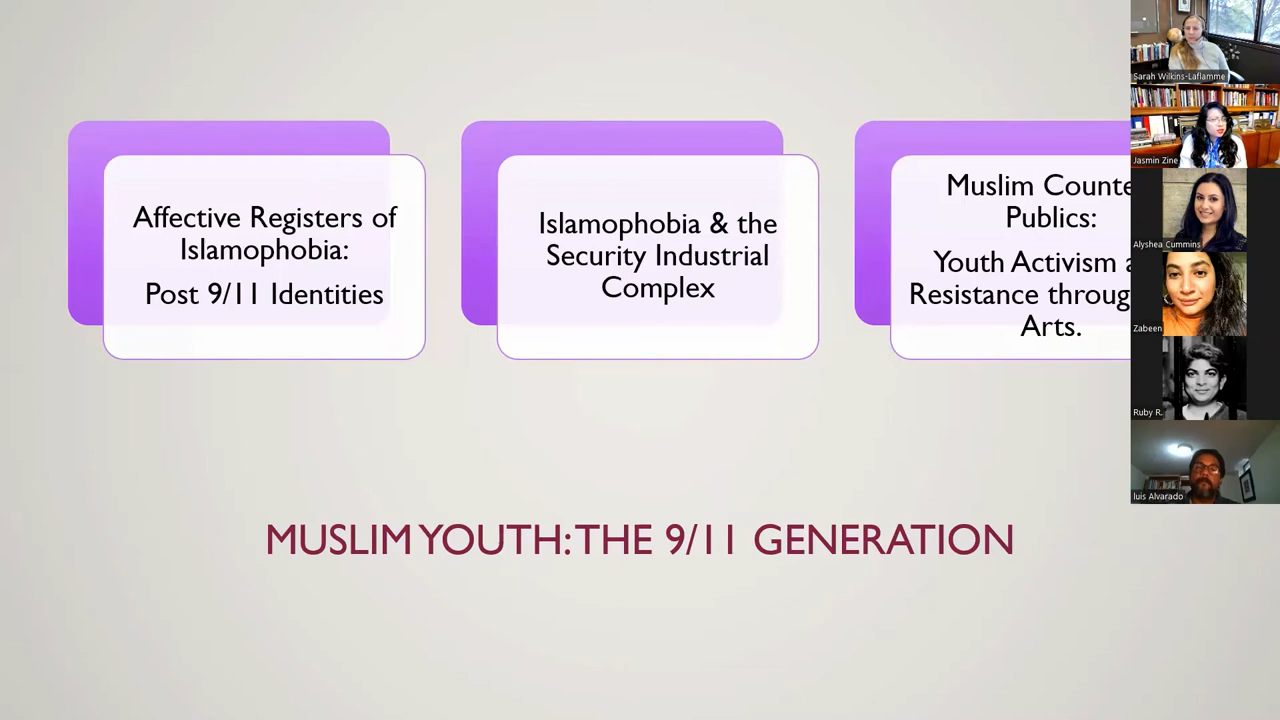 Affective Registers of
Islamophobia:
Post 9/11 Identities
Islamophobia & the
Security Industrial
Complex
Muslim Counte
Publics:
Youth Activism a
Resistance throug
Arts.
MUSLIM YOUTH: THE 9/11 GENERATION
Sarah Wilkins-Laflamme
Jasmin Zine
Alyshea Cummins
Zabeen
Ruby R.
luis Alvarado